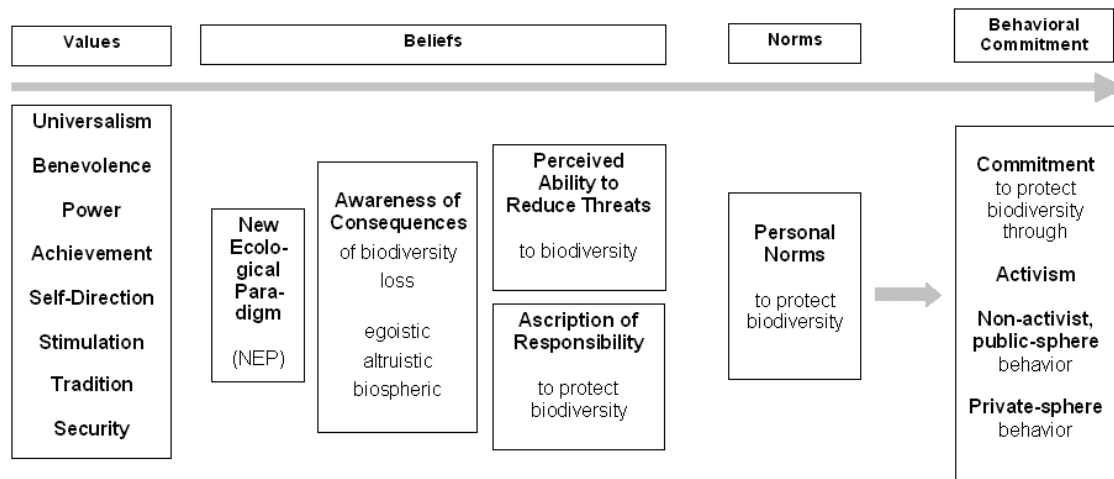 Values
Beliefs
Norms
Behavioral
Commitment
Universalism
Benevolence
Power
Achievement
Self-Direction
Stimulation
Tradition
Security
New
Ecolo-
gical
Para-
digm
(NEP)
Awareness of
Consequences
of biodiversity
loss
egoistic
altruistic
biospheric
Perceived
Ability to
Reduce Threats
to biodiversity
Ascription of
Responsibility
to protect
biodiversity
Personal
Norms
to protect
biodiversity
Commitment
to protect
biodiversity
through
Activism
Non-activist,
public-sphere
behavior
Private-sphere
behavior